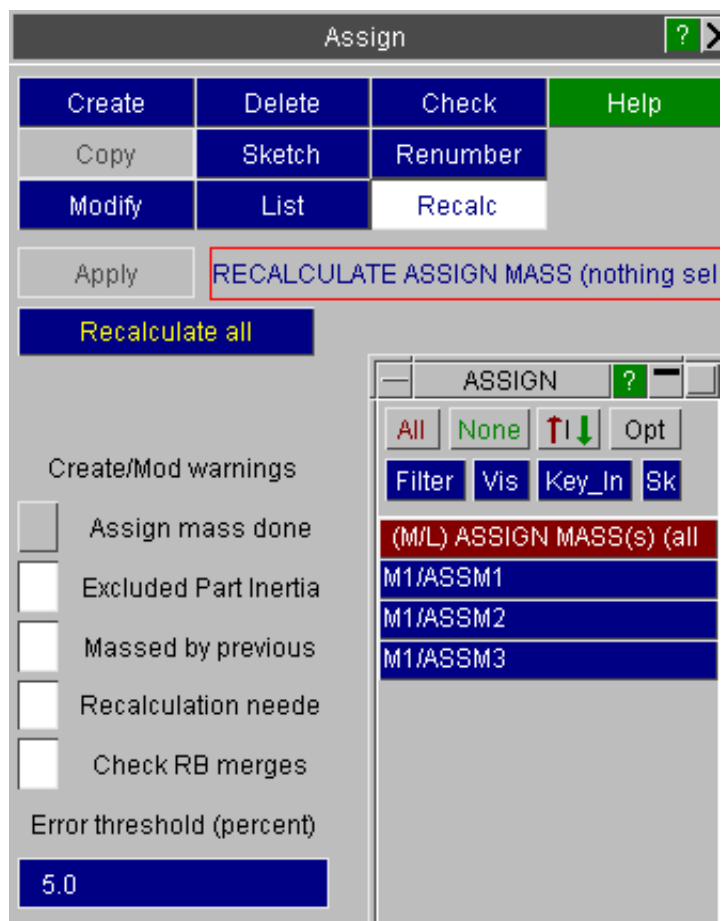 Assign ? X
Create Delete Check Help
Copy Sketch Renumber
Modify List Recalc
Apply RECALCULATE ASSIGN MASS (nothing sel
Recalculate all
ASSIGN ?
All None Opt
Filter Vis Key_In Sk
(M/L) ASSIGN MASS(s) (all
M1/ASSM1
M1/ASSM2
M1/ASSM3
Create/Mod warnings
Assign mass done
Excluded Part Inertia
Massed by previous
Recalculation neede
Check RB merges
Error threshold (percent)
5.0